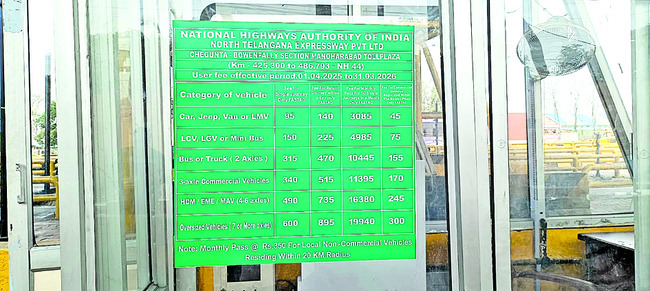 NATIONAL HIGHWAYS AUTHORITY OF INDIA
NORTH TELANGANA EXPRESSWAY PVT LTD
CHEGUNTA - BOWENPALLY SECTION MANOHARABAD TOLLPLAZA
(Km - 425.300 to 486.793 - NH 44)
User fee effective period:01.04.2025 to31.03.2026
Category of vehicle
Car, Jeep, Van or LMV 95 140 3085 45
LCV, LGV or Mini Bus 150 225 4985 75
Bus or Truck (2 Axles) 315 470 10445 155
3-axle Commercial Vehicles 340 515 11395 170
HDM / EME / MAV (4-6 axles) 490 735 16380 245
Oversized Vehicles (7 or More axles) 600 895 19940 300
Note: Monthly Pass @ Rs.350 For Local Non-Commercial Vehicles
Residing Within 20 KM Radius